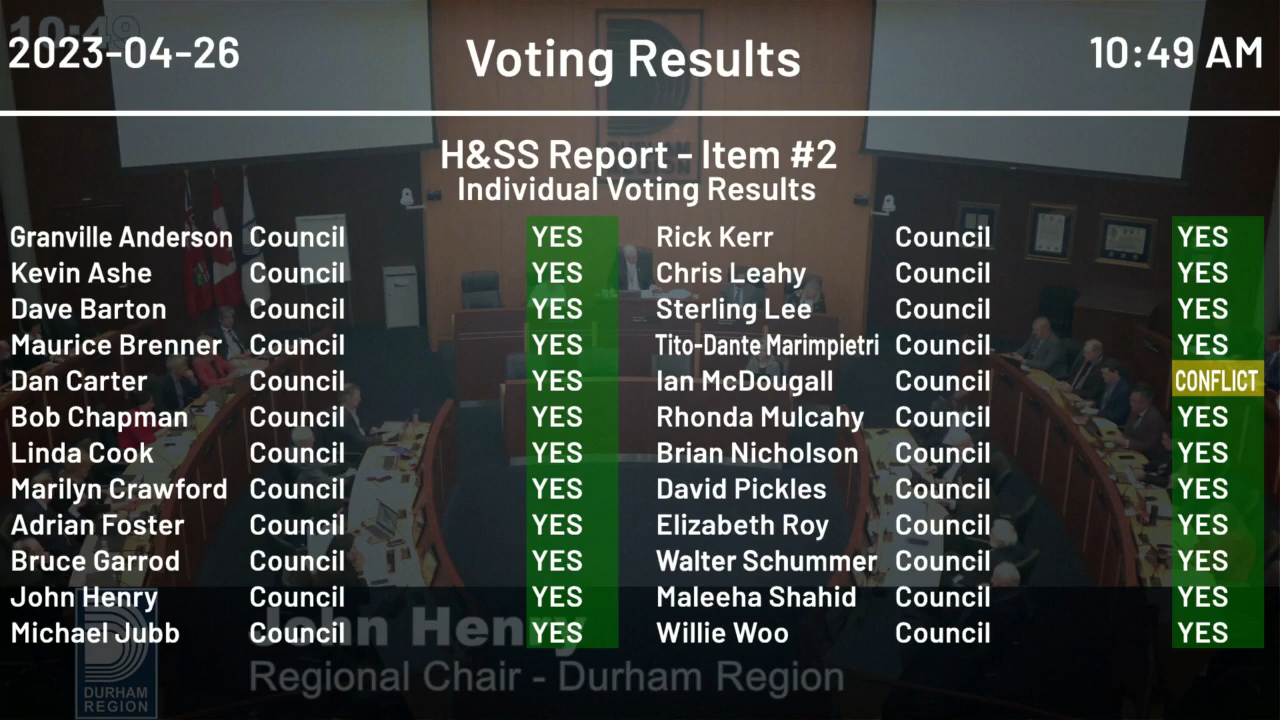 10:49
2023-04-26
Voting Results
10:49 AM
H&SS Report - Item #2
Individual Voting Results
Granville Anderson Council YES Rick Kerr Council YES
Kevin Ashe Council YES Chris Leahy Council YES
Dave Barton Council YES Sterling Lee Council YES
Maurice Brenner Council YES Tito-Dante Marimpietri Council YES
Dan Carter Council YES Ian McDougall Council CONFLICT
Bob Chapman Council YES Rhonda Mulcahy Council YES
Linda Cook Council YES Brian Nicholson Council YES
Marilyn Crawford Council YES David Pickles Council YES
Adrian Foster Council YES Elizabeth Roy Council YES
Bruce Garrod Council YES Walter Schummer Council YES
John Henry Council YES Maleeha Shahid Council YES
Michael Jubb Council YES Willie Woo Council YES
John Henry
Regional Chair - Durham Region
DURHAM
REGION